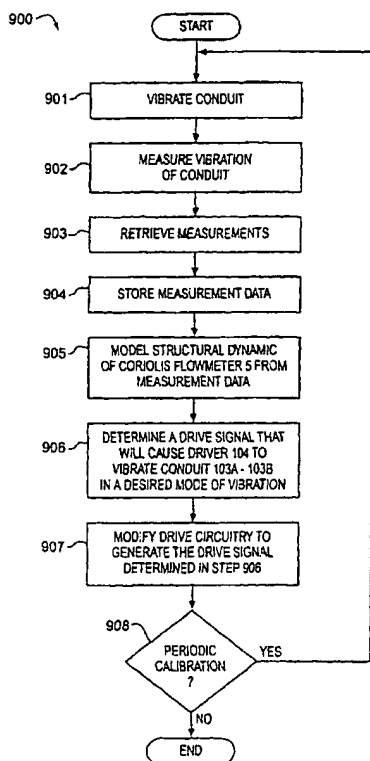 900
START
901
VIBRATE CONDUIT
902
MEASURE VIBRATION
OF CONDUIT
903
RETRIEVE MEASUREMENTS
904
STORE MEASUREMENT DATA
905
MODEL STRUCTURAL DYNAMIC
OF CORIOLIS FLOWMETER 5 FROM
MEASUREMENT DATA
906
DETERMINE A DRIVE SIGNAL THAT
WILL CAUSE DRIVER 104 TO
VIBRATE CONDUIT 103A - 103B
IN A DESIRED MODE OF VIBRATION
907
MODIFY DRIVE CIRCUITRY TO
GENERATE THE DRIVE SIGNAL
DETERMINED IN STEP 906
908
PERIODIC
CALIBRATION
?
YES
NO
END